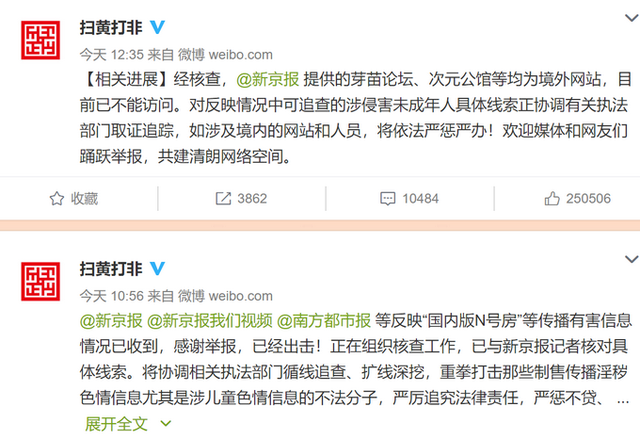 扫黄打非
今天 12:35 来自 微博 weibo.com
【相关进展】经核查，@新京报 提供的芽苗论坛、次元公馆等均为境外网站，目
前已不能访问。对反映情况中可追查的涉侵害未成年人具体线索正协调有关执法
部门取证追踪，如涉及境内的网站和人员，将依法严惩严办！欢迎媒体和网友们
踊跃举报，共建清朗网络空间。
收藏 3862 10484 250506
扫黄打非
今天 10:56 来自 微博 weibo.com
@新京报 @新京报我们视频 @南方都市报 等反映“国内版N号房”等传播有害信息
情况已收到，感谢举报，已经出击！正在组织核查工作，已与新京报记者核对具
体线索。将协调相关执法部门循线追查、扩线深挖，重拳打击那些制售传播淫秽
色情信息尤其是涉儿童色情信息的不法分子，严厉追究法律责任，严惩不贷、 ...
展开全文